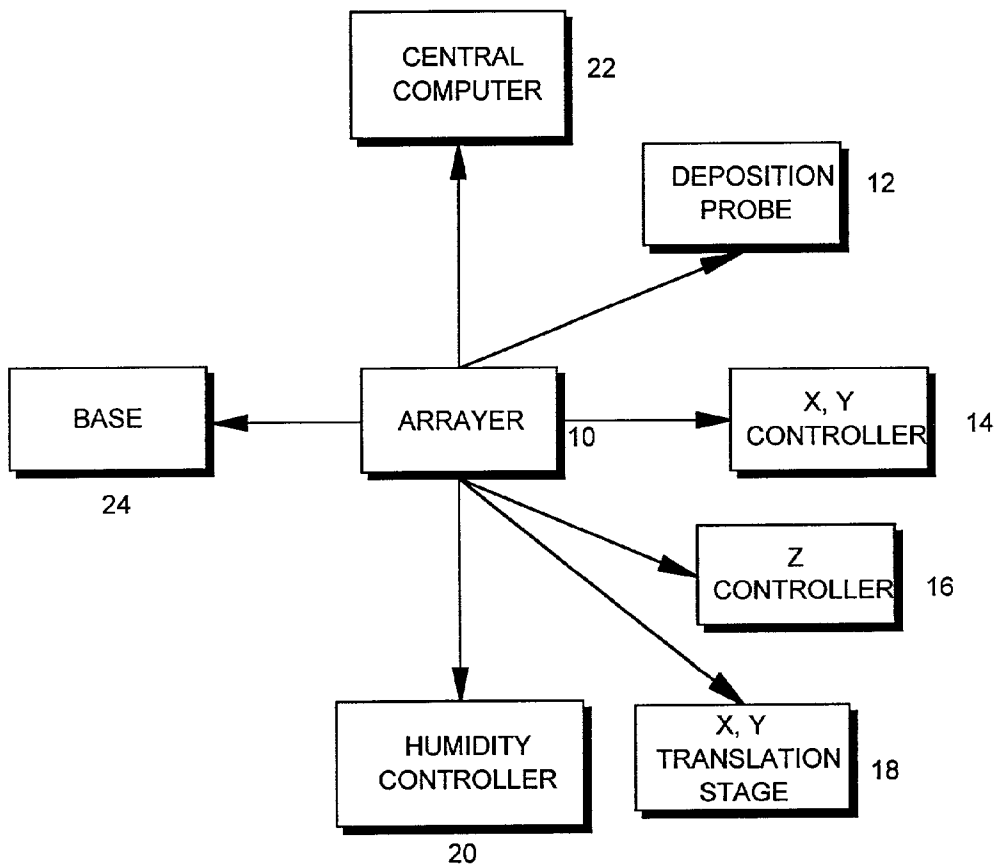 CENTRAL
COMPUTER
22
DEPOSITION
PROBE
12
BASE
24
ARRAYER
10
X, Y
CONTROLLER
14
Z
CONTROLLER
16
HUMIDITY
CONTROLLER
20
X, Y
TRANSLATION
STAGE
18